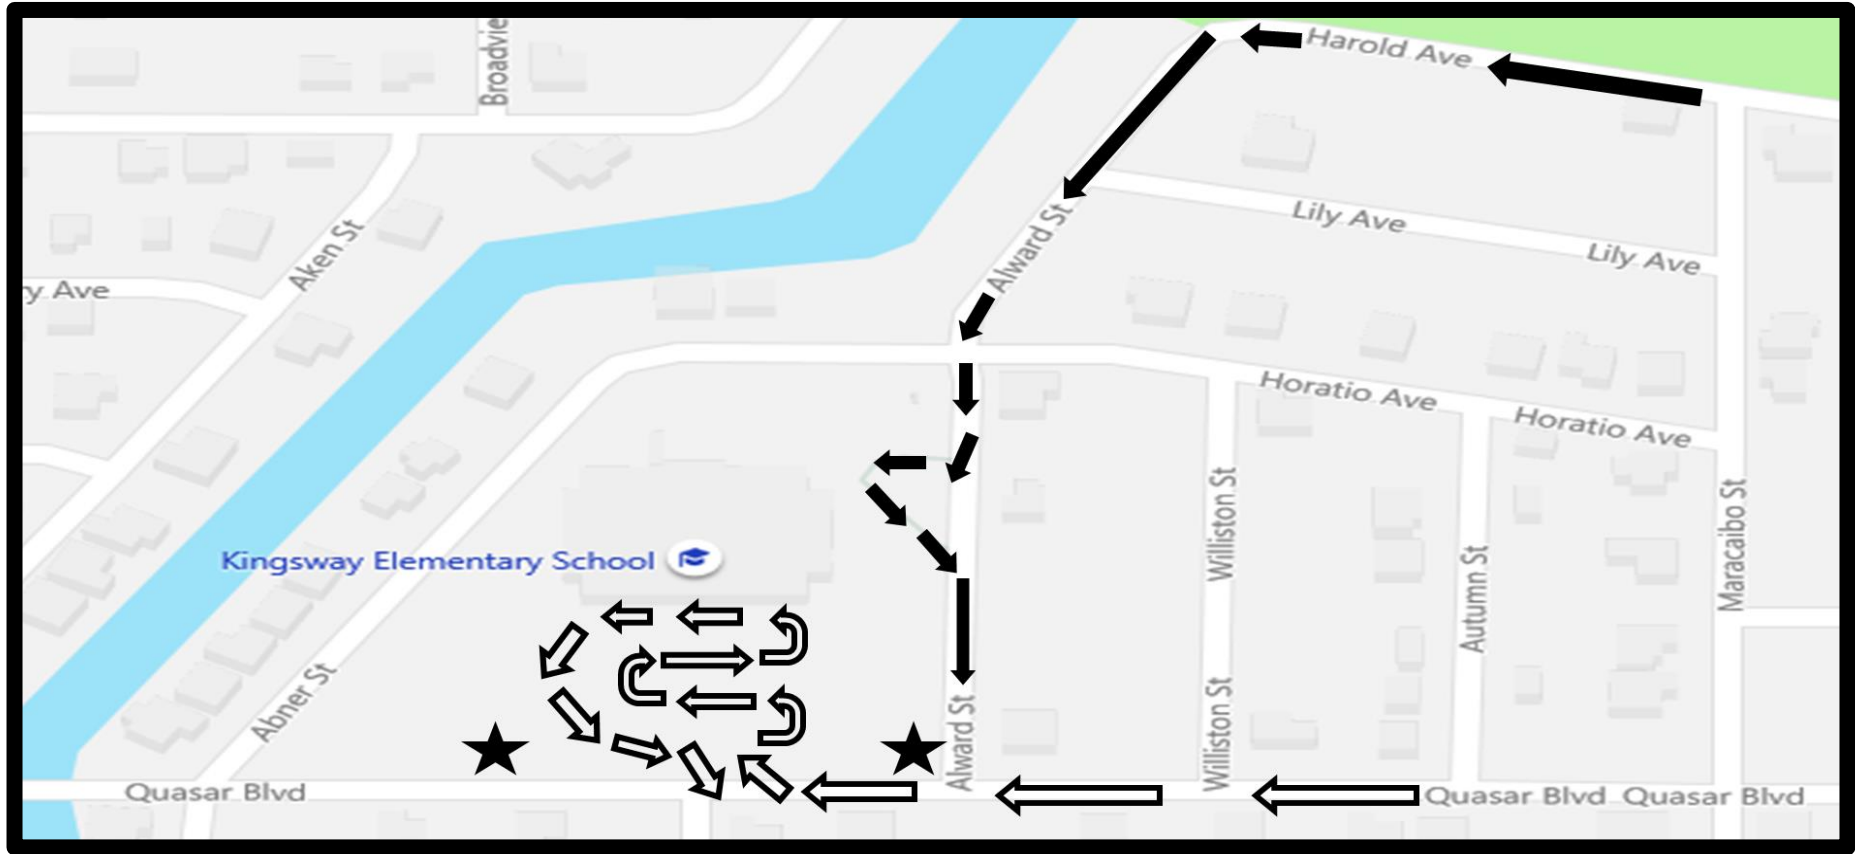 Broadvie
Harold Ave
Aken St
Alward St
Lily Ave
Lily Ave
y Ave
Horatio Ave
Horatio Ave
Williston St
Maracaibo St
Kingsway Elementary School
Autumn St
Abner St
Alward St
Williston St
Quasar Blvd
Quasar Blvd Quasar Blvd